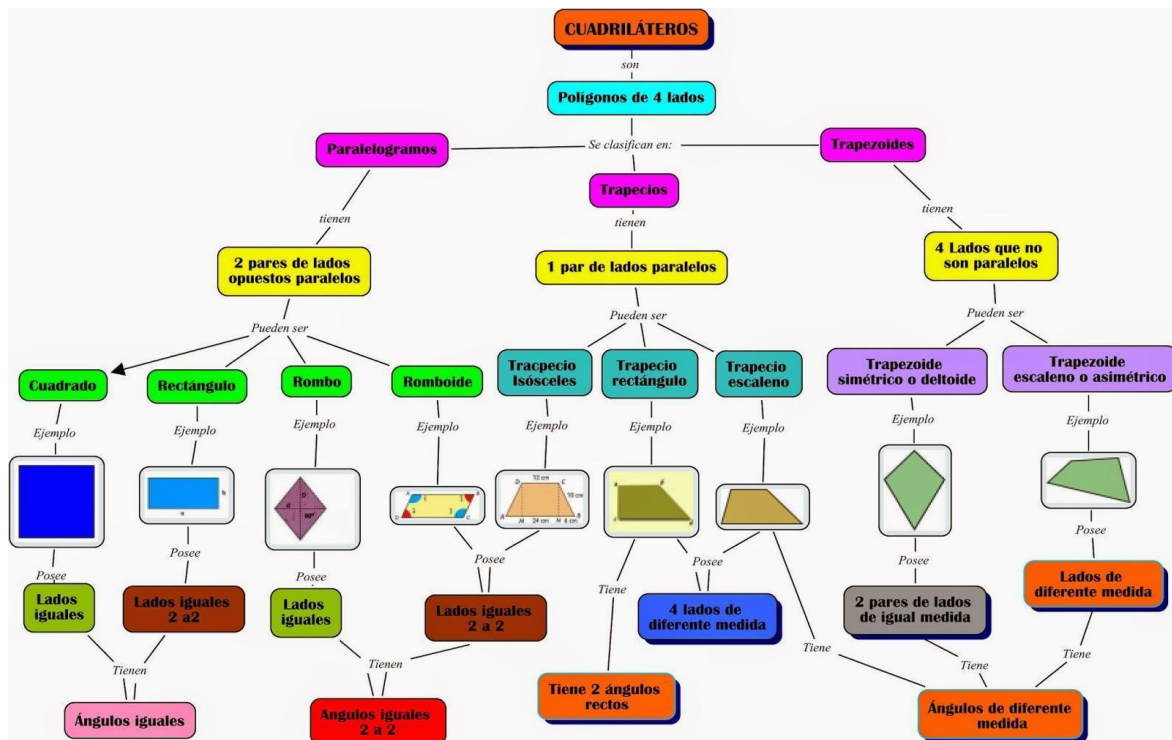 CUADRILÁTEROS
son
Polígonos de 4 lados
Se clasifican en:
Paralelogramos
Trapecios
Trapezoides
tienen
tienen
tienen
2 pares de lados
opuestos paralelos
1 par de lados paralelos
4 Lados que no
son paralelos
Pueden ser
Pueden ser
Pueden ser
Cuadrado
Rectángulo
Rombo
Romboide
Tracpecio
Isósceles
Trapecio
rectángulo
Trapecio
escaleno
Trapezoide
simétrico o deltoide
Trapezoide
escaleno o asimétrico
Ejemplo
Ejemplo
Ejemplo
Ejemplo
Ejemplo
Ejemplo
Ejemplo
Ejemplo
Ejemplo
12 cm
D
C
10 cm
A
M
24 cm
N
6 cm
B
Posee
Posee
Posee
Posee
Tiene
Posee
Posee
Posee
Lados
iguales
Lados iguales
2 a2
Lados
iguales
Lados iguales
2 a 2
4 lados de
diferente medida
2 pares de lados
de igual medida
Lados de
diferente medida
Tienen
Tienen
Tiene
Tiene
Tiene
Ángulos iguales
Angulos iguales
2 a 2
Tiene 2 ángulos
rectos
Ángulos de diferente
medida